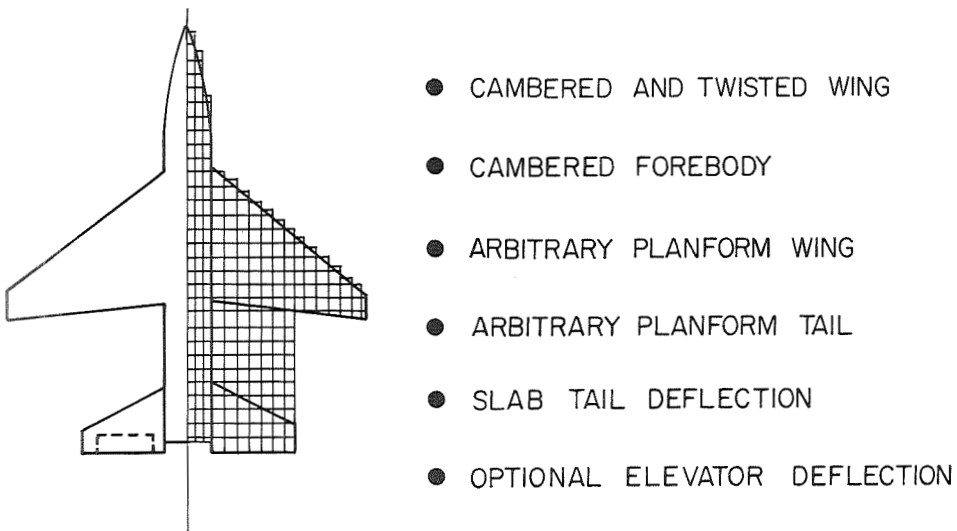 ● CAMBERED AND TWISTED WING
● CAMBERED FOREBODY
● ARBITRARY PLANFORM WING
● ARBITRARY PLANFORM TAIL
● SLAB TAIL DEFLECTION
● OPTIONAL ELEVATOR DEFLECTION